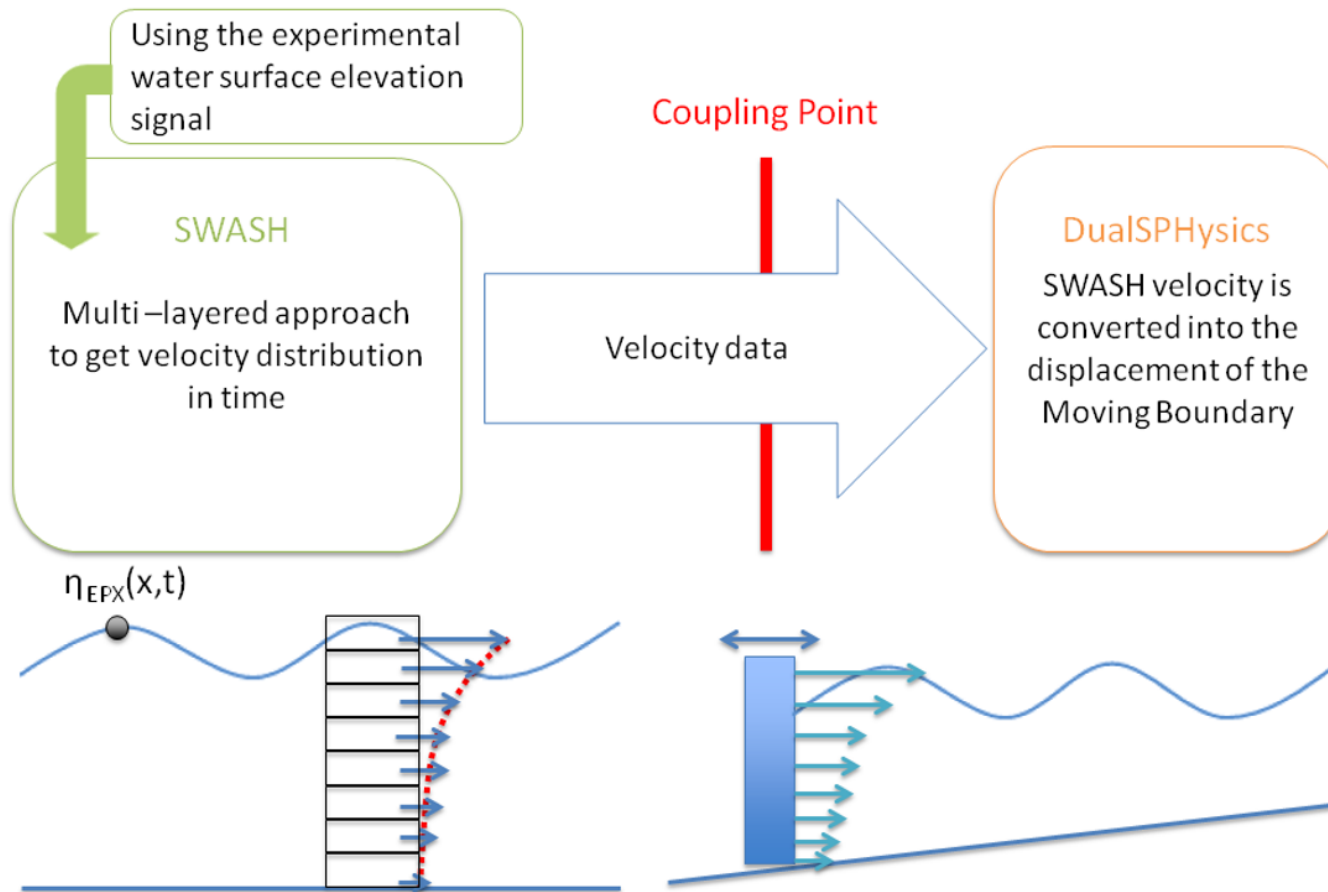 Using the experimental
water surface elevation
signal
Coupling Point
SWASH
Multi –layered approach
to get velocity distribution
in time
Velocity data
DualSPHysics
SWASH velocity is
converted into the
displacement of the
Moving Boundary
ηEPX(x,t)